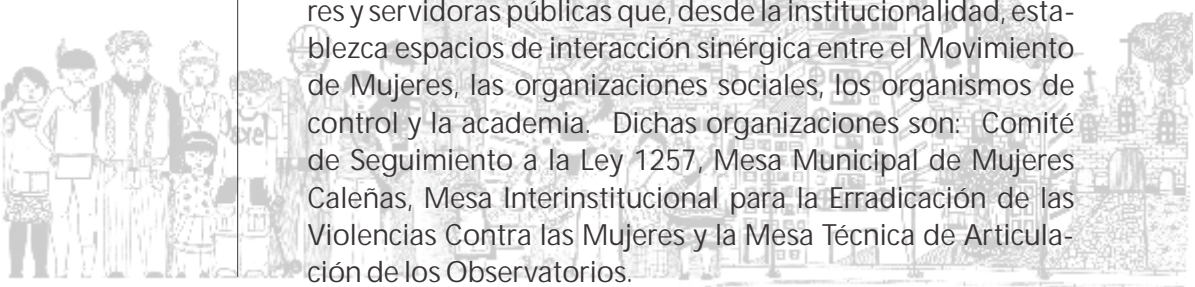 res y servidoras públicas que, desde la institucionalidad, esta-
blezca espacios de interacción sinérgica entre el Movimiento
de Mujeres, las organizaciones sociales, los organismos de
control y la academia. Dichas organizaciones son: Comité
de Seguimiento a la Ley 1257, Mesa Municipal de Mujeres
Caleñas, Mesa Interinstitucional para la Erradicación de las
Violencias Contra las Mujeres y la Mesa Técnica de Articula-
ción de los Observatorios.